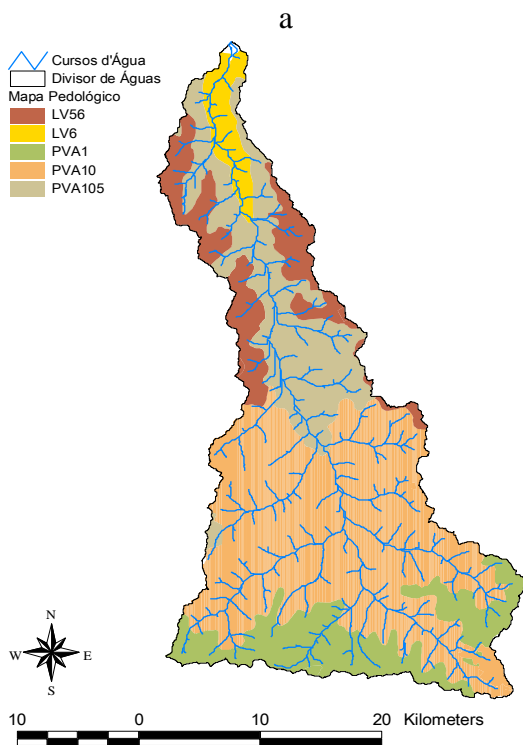 a
Cursos d'Água
Divisor de Águas
Mapa Pedológico
LV56
LV6
PVA1
PVA10
PVA105
N
W E
S
10 0 10 20 Kilometers